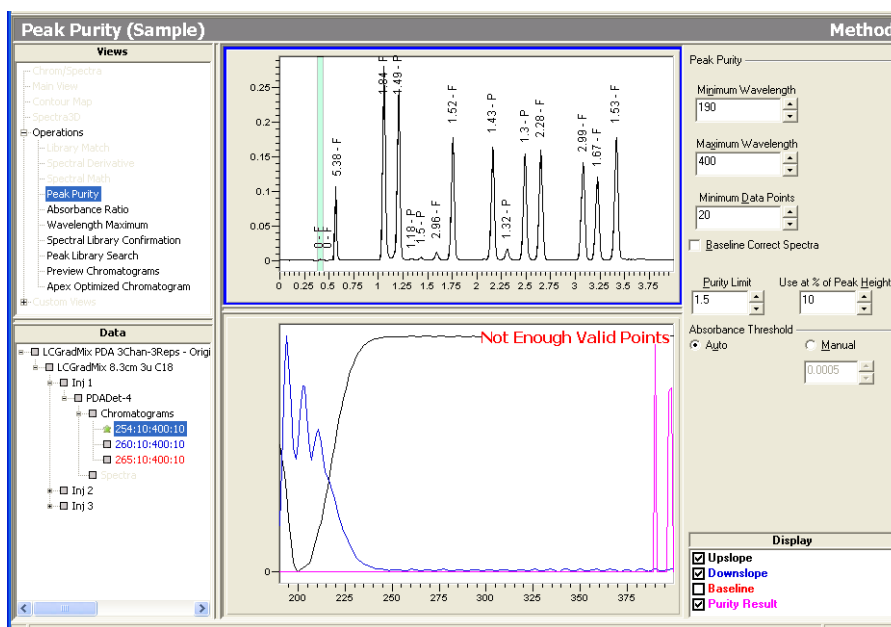 Peak Purity (Sample)
Method
Views
Chrom/Spectra
Main View
Contour Map
Spectra3D
Operations
Library Match
Spectral Derivative
Spectral Math
Peak Purity
Absorbance Ratio
Wavelength Maximum
Spectral Library Confirmation
Peak Library Search
Preview Chromatograms
Apex Optimized Chromatogram
Custom Views
Data
LCGradMix PDA 3Chan-3Reps - Origi
LCGradMix 8.3cm 3u C18
Inj 1
PDADet-4
Chromatograms
254:10:400:10
260:10:400:10
265:10:400:10
Spectra
Inj 2
Inj 3
0.25
0.2
0.15
0.1
0.05
0
0 - F
0 - F
5.38 - F
1.84 - F
1.49 - P
1.18 - P
1.5 - F
2.96 - F
1.52 - F
1.43 - P
1.32 - P
1.3 - P
2.28 - F
2.99 - F
1.67 - F
1.53 - F
0 0.25 0.5 0.75 1 1.25 1.5 1.75 2 2.25 2.5 2.75 3 3.25 3.5 3.75
Not Enough Valid Points
0
200 225 250 275 300 325 350 375
Peak Purity
Minimum Wavelength
190
Maximum Wavelength
400
Minimum Data Points
20
Baseline Correct Spectra
Purity Limit
1.5
Use at % of Peak Height
10
Absorbance Threshold
Auto
Manual
0.0005
Display
Upslope
Downslope
Baseline
Purity Result